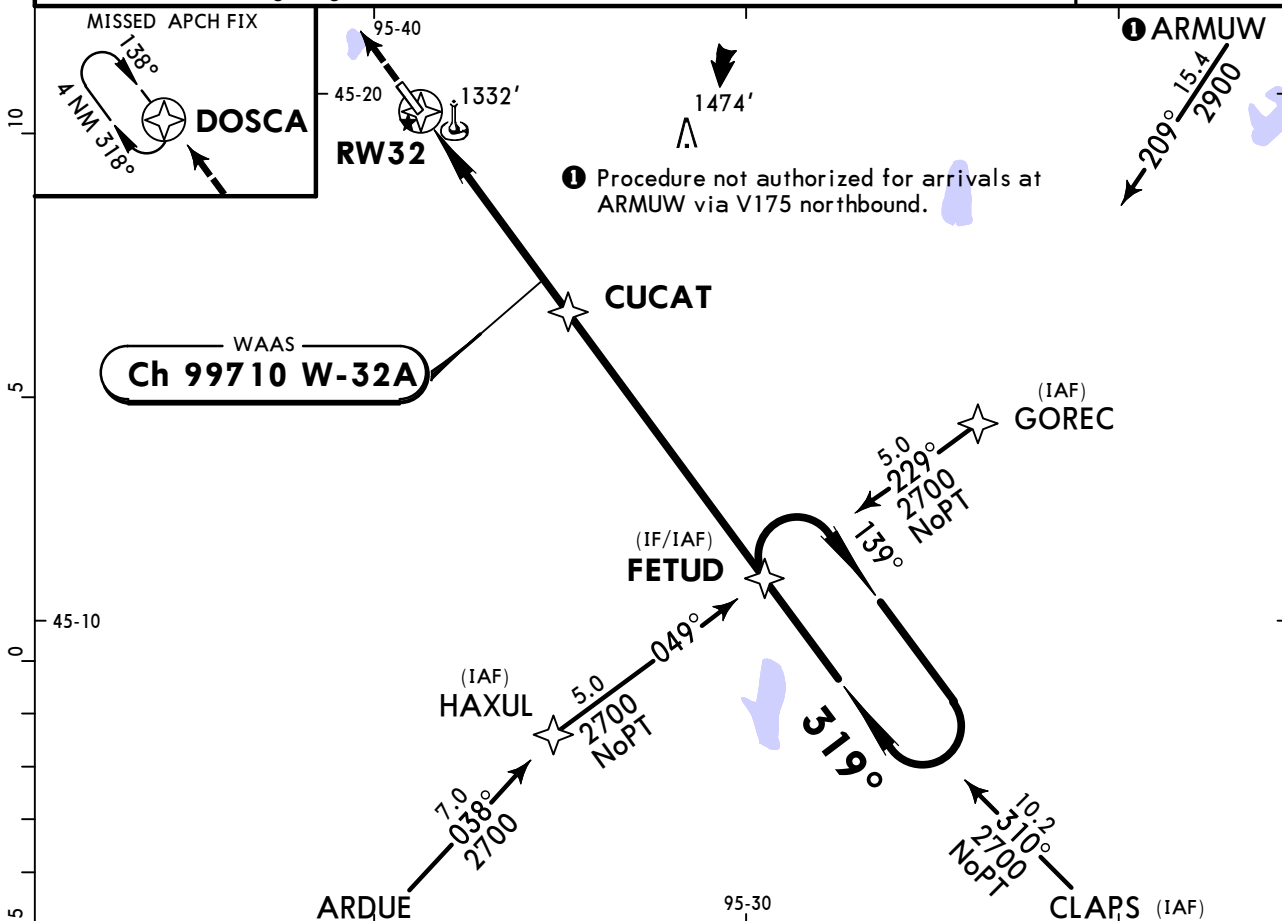 MISSED APCH FIX
138°
4 NM 318°
DOSCA
95-40
45-20
1332'
RW32
1474'
❶ ARMUW
15.4
209°
2900
❶ Procedure not authorized for arrivals at
ARMUW via V175 northbound.
10
CUCAT
WAAS
Ch 99710 W-32A
5
(IAF)
GOREC
5.0
229°
2700
NoPT
139°
(IF/IAF)
FETUD
45-10
049°
0
(IAF)
HAXUL
5.0
2700
NoPT
319°
7.0
038°
2700
10.2
310°
2700
NoPT
5
ARDUE
95-30
CLAPS (IAF)